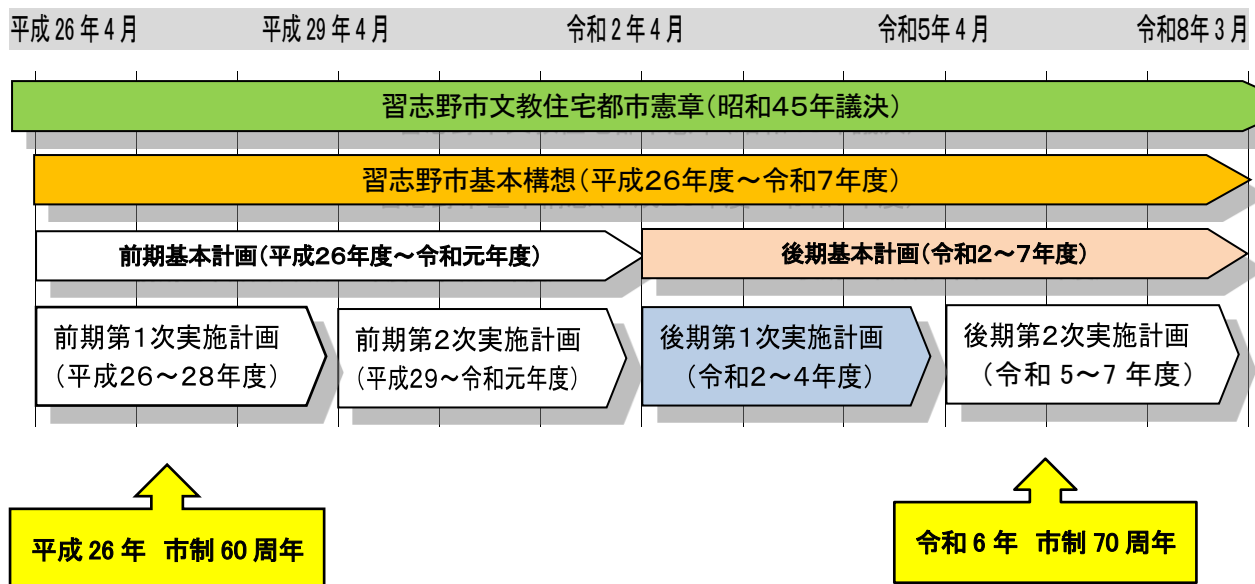 平成26年4月 平成29年4月 令和2年4月 令和5年4月 令和8年3月
習志野市文教住宅都市憲章(昭和45年議決)
習志野市基本構想(平成26年度~令和7年度)
前期基本計画(平成26年度~令和元年度)
後期基本計画(令和2~7年度)
前期第1次実施計画
(平成26~28年度)
前期第2次実施計画
(平成29~令和元年度)
後期第1次実施計画
(令和2~4年度)
後期第2次実施計画
(令和 5~7 年度)
平成 26 年 市制 60 周年
令和 6 年 市制 70 周年